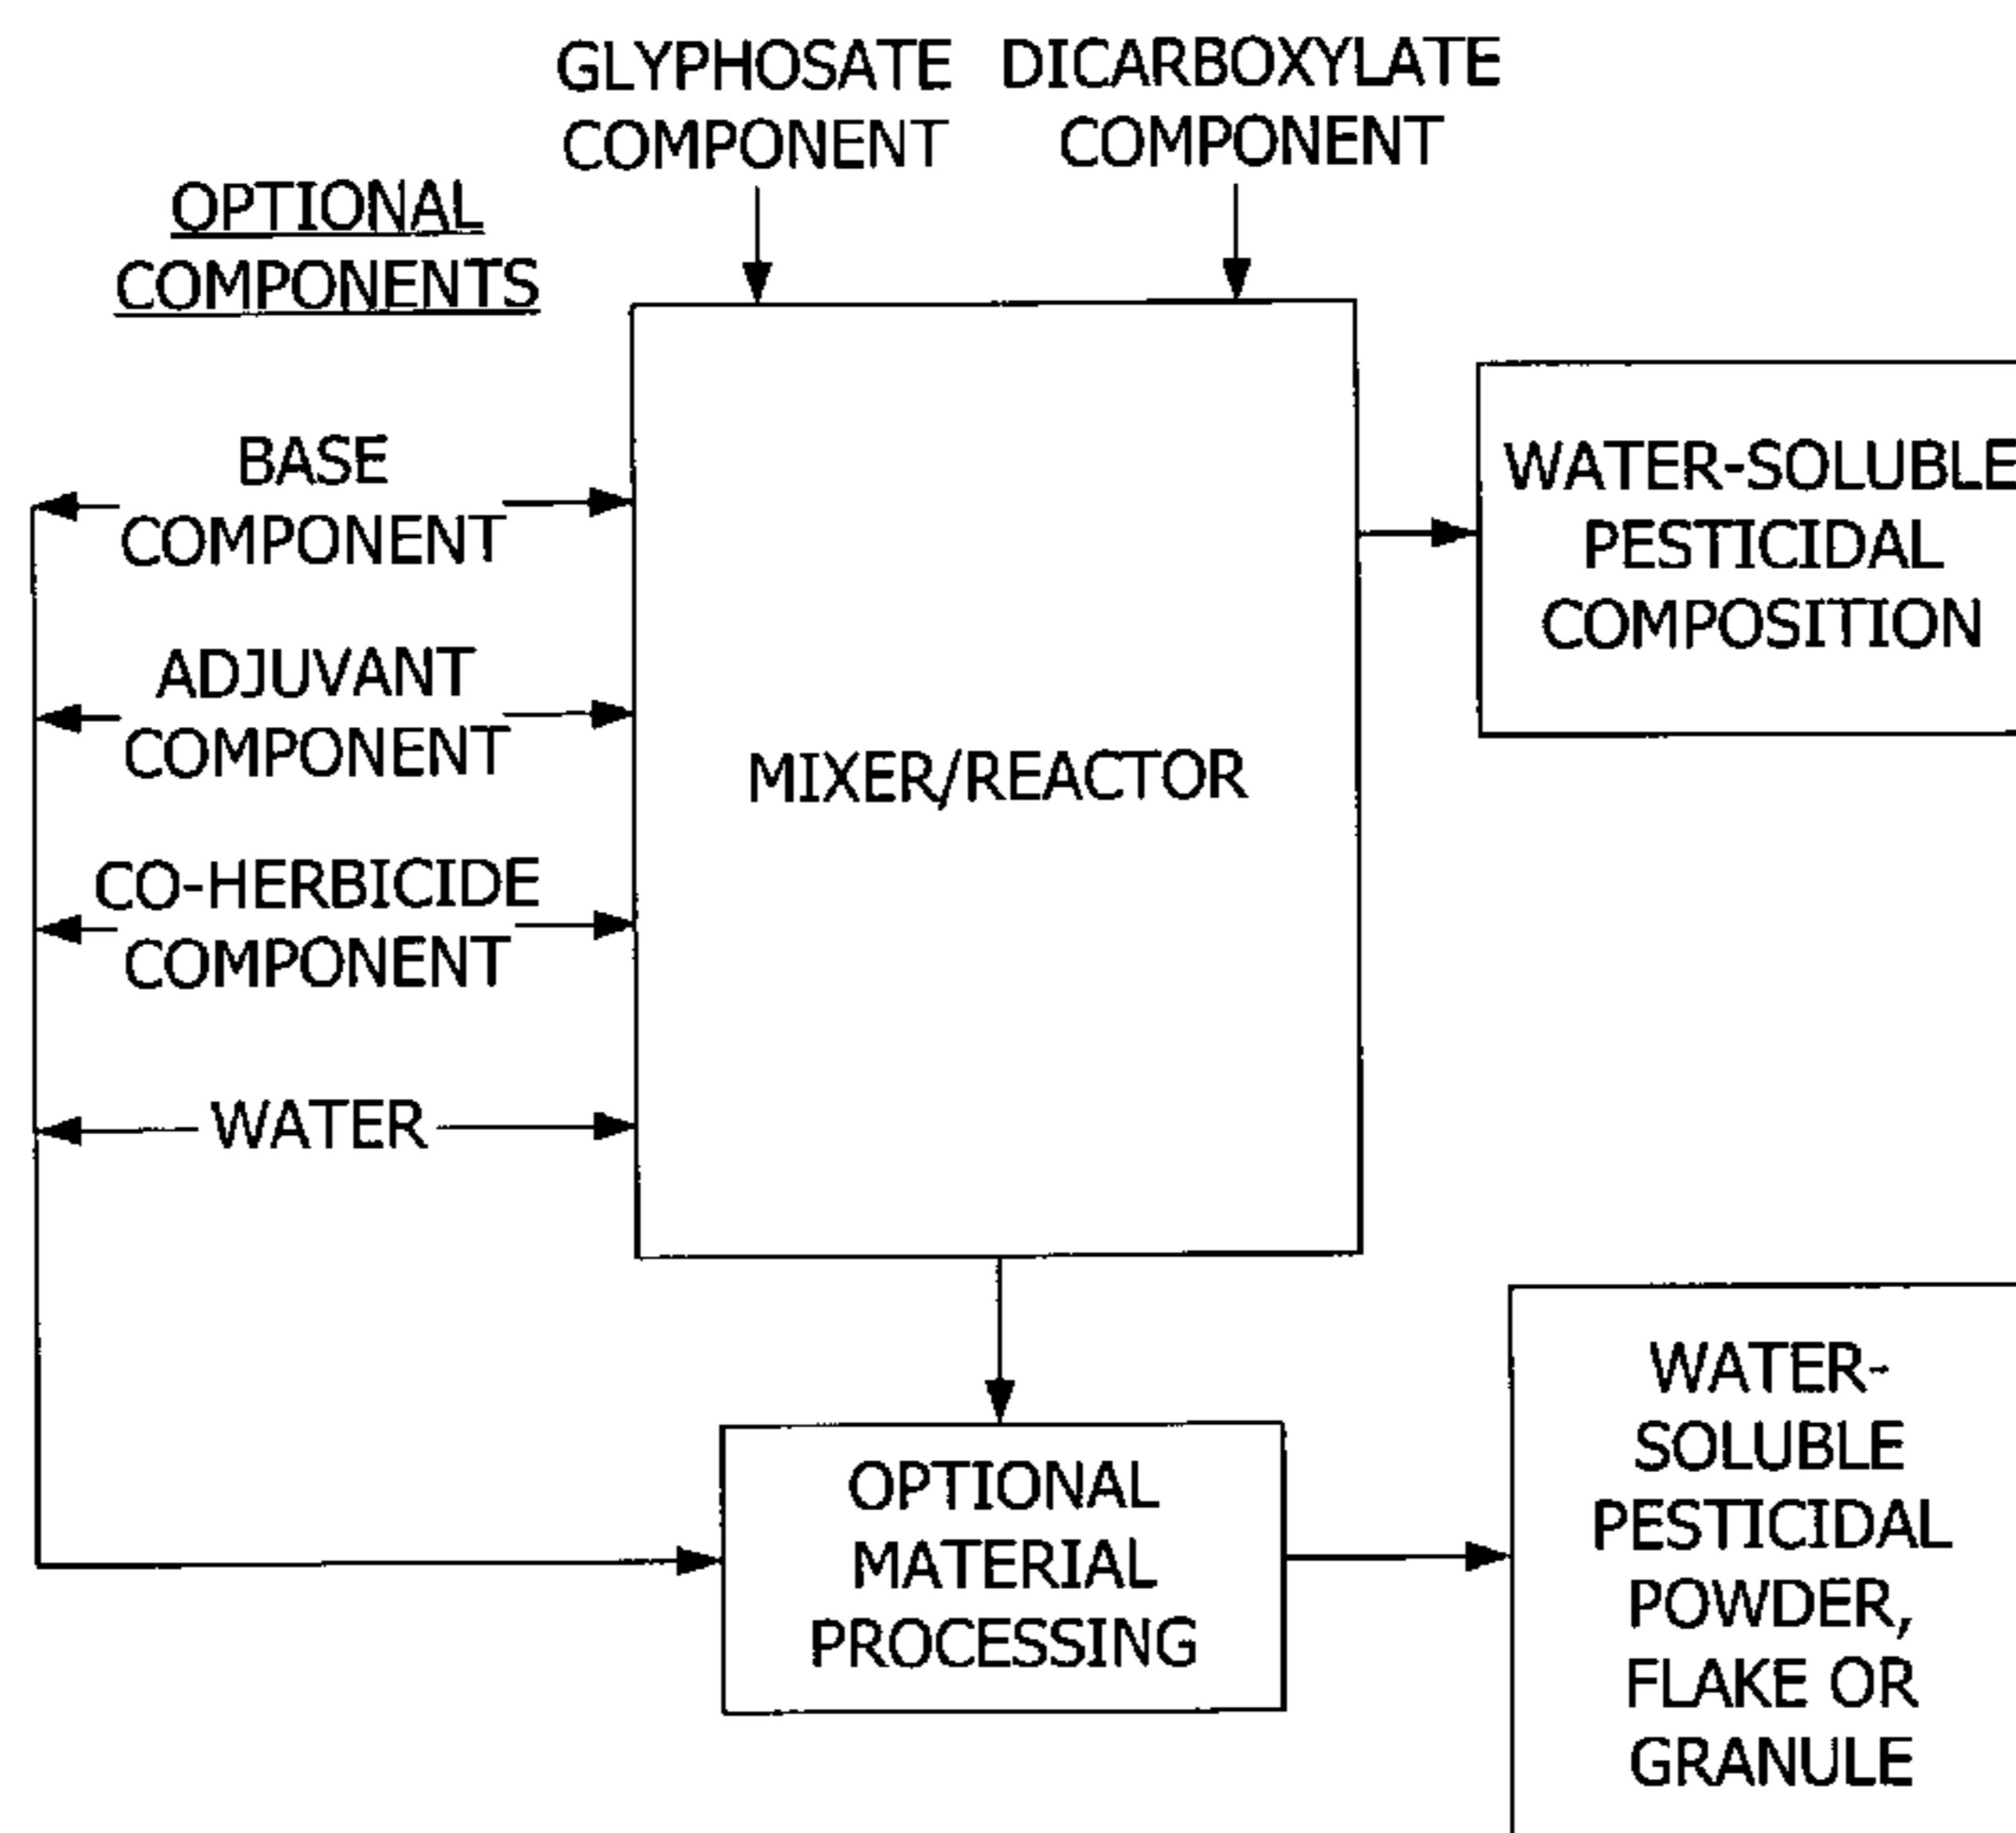 GLYPHOSATE
COMPONENT
DICARBOXYLATE
COMPONENT
OPTIONAL
COMPONENTS
BASE
COMPONENT
ADJUVANT
COMPONENT
CO-HERBICIDE
COMPONENT
WATER
MIXER/REACTOR
WATER-SOLUBLE
PESTICIDAL
COMPOSITION
OPTIONAL
MATERIAL
PROCESSING
WATER-
SOLUBLE
PESTICIDAL
POWDER,
FLAKE OR
GRANULE